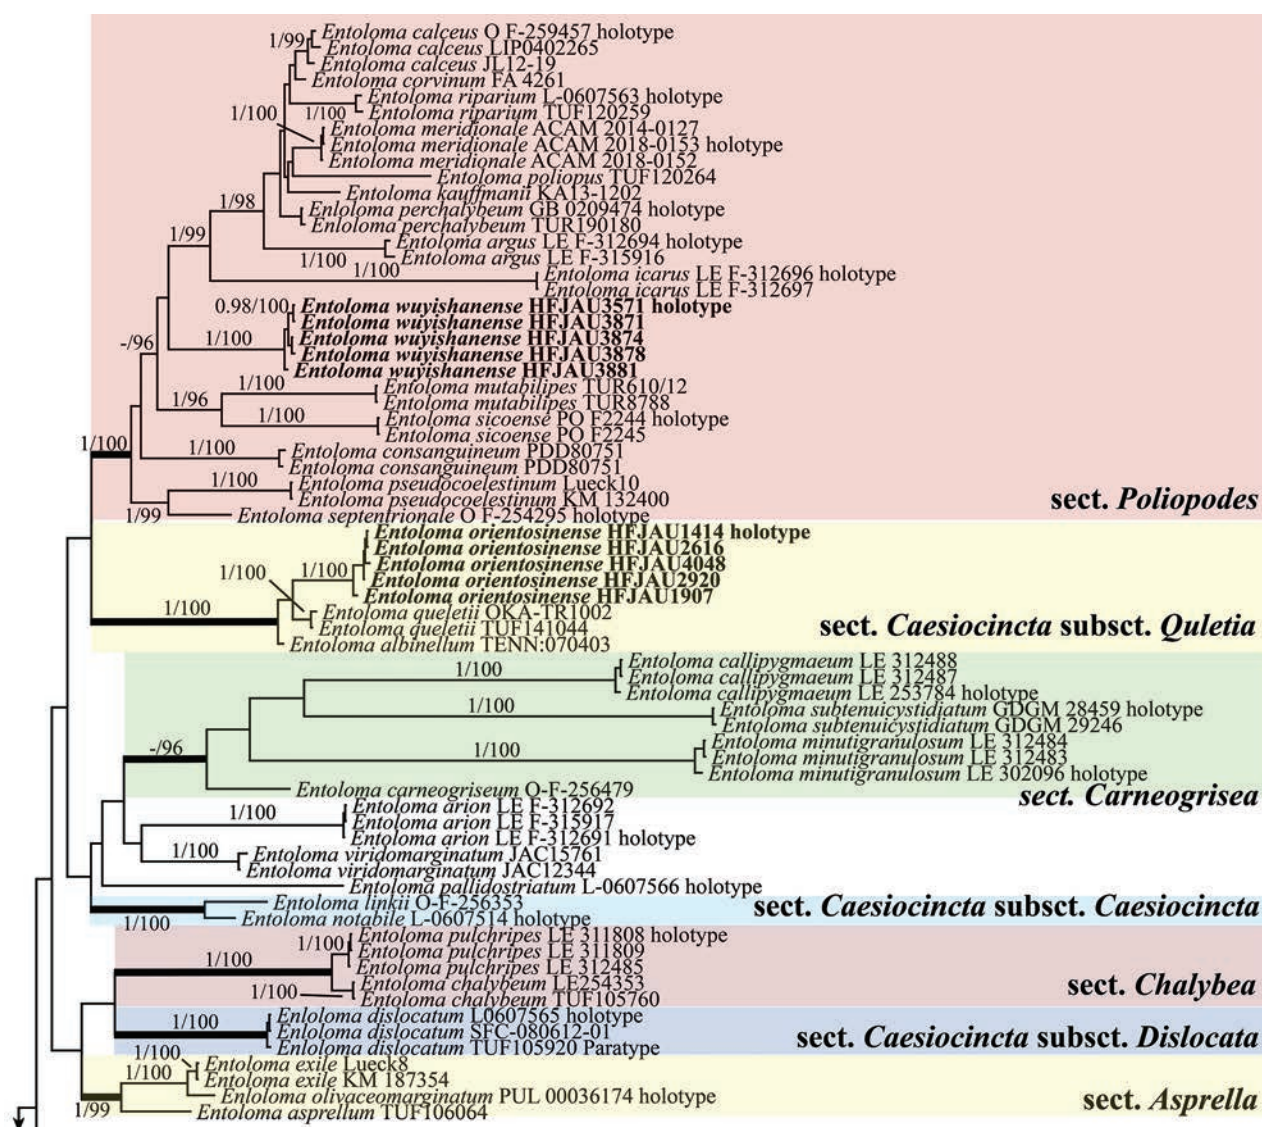 Entoloma calceus O F-259457 holotype
1/99
Entoloma calceus LIP0402265
Entoloma calceus JL12-19
Entoloma corvinum FA 4261
Entoloma riparium L-0607563 holotype
1/100
1/100
Entoloma riparium TUF120259
Entoloma meridionale ACAM 2014-0127
Entoloma meridionale ACAM 2018-0153 holotype
Entoloma meridionale ACAM 2018-0152
Entoloma poliopus TUF120264
Entoloma kauffmanii KA13-1202
1/98
Enloloma perchalybeum GB 0209474 holotype
Enloloma perchalybeum TUR190180
1/99
Entoloma argus LE F-312694 holotype
Entoloma argus LE F-315916
1/100
1/100
Entoloma icarus LE F-312696 holotype
Entoloma icarus LE F-312697
0.98/100
Entoloma wuyishanense HFJAU3571 holotype
Entoloma wuyishanense HFJAU3871
Entoloma wuyishanense HFJAU3874
-/96
1/100
Entoloma wuyishanense HFJAU3878
Entoloma wuyishanense HFJAU3881
1/100
Entoloma mutabilipes TUR610/12
1/96
Entoloma mutabilipes TUR8788
1/100
Entoloma sicoense PO F2244 holotype
Entoloma sicoense PO F2245
1/100
1/100
Entoloma consanguineum PDD80751
Entoloma consanguineum PDD80751
1/100
Entoloma pseudocoelestinum Lueck10
Entoloma pseudocoelestinum KM 132400
sect. Poliopodes
1/99
Entoloma septentrionale O F-254295 holotype
Entoloma orientosinense HFJAU1414 holotype
Entoloma orientosinense HFJAU2616
Entoloma orientosinense HFJAU4048
1/100
1/100
Entoloma orientosinense HFJAU2920
Entoloma orientosinense HFJAU1907
1/100
Entoloma queletii OKA-TR1002
Entoloma queletii TUF141044
sect. Caesiocincta subsct. Quletia
Entoloma albinellum TENN:070403
1/100
Entoloma callipygmaeum LE 312488
Entoloma callipygmaeum LE 312487
Entoloma callipygmaeum LE 253784 holotype
1/100
Entoloma subtenuicystidiatum GDGM 28459 holotype
Entoloma subtenuicystidiatum GDGM 29246
-/96
1/100
Entoloma minutigranulosum LE 312484
Entoloma minutigranulosum LE 312483
Entoloma minutigranulosum LE 302096 holotype
Entoloma carneogriseum O-F-256479
sect. Carneogrisea
1/100
Entoloma arion LE F-312692
Entoloma arion LE F-315917
Entoloma arion LE F-312691 holotype
1/100
Entoloma viridomarginatum JAC15761
Entoloma viridomarginatum JAC12344
Entoloma pallidostriatum L-0607566 holotype
Entoloma linkii O-F-256353
sect. Caesiocincta subsct. Caesiocincta
1/100
Entoloma notabile L-0607514 holotype
1/100
Entoloma pulchripes LE 311808 holotype
Entoloma pulchripes LE 311809
1/100
Entoloma pulchripes LE 312485
Entoloma chalybeum LE254353
sect. Chalybea
1/100
Entoloma chalybeum TUF105760
1/100
Enloloma dislocatum L0607565 holotype
Enloloma dislocatum SFC-080612-01
sect. Caesiocincta subsct. Dislocata
Enloloma dislocatum TUF105920 Paratype
1/100
Entoloma exile Lueck8
1/100
Entoloma exile KM 187354
Enloloma olivaceomarginatum PUL 00036174 holotype
sect. Asprella
1/99
Entoloma asprellum TUF106064